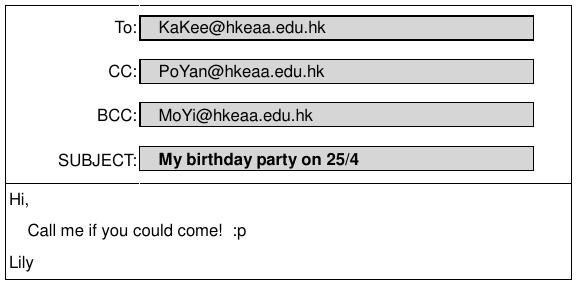 To: KaKee@hkeaa.edu.hk
CC: PoYan@hkeaa.edu.hk
BCC: MoYi@hkeaa.edu.hk
SUBJECT: My birthday party on 25/4
Hi,
Call me if you could come!  :p
Lily